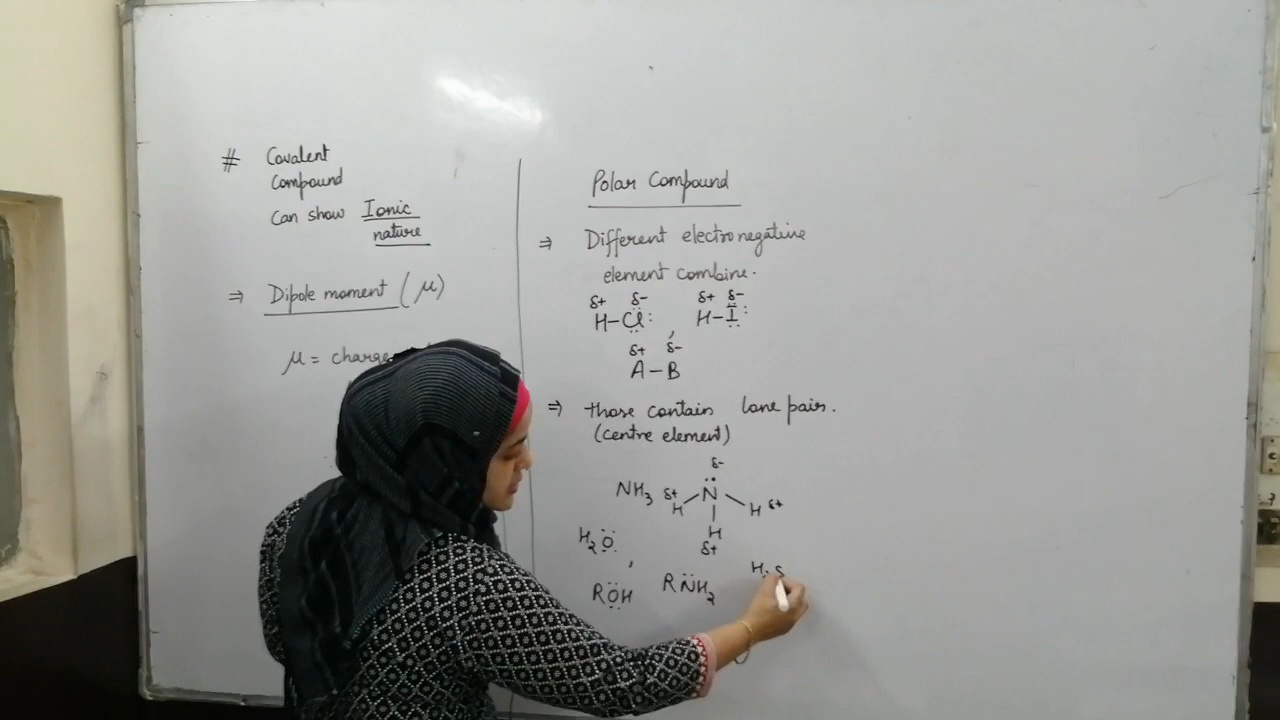 # Covalent
Compound
Can show Ionic
nature
⇒ Dipole moment (μ)
μ = charge
Polar Compound
⇒ Different electronegative
element combine.
δ+ δ- δ+ δ-
H-Cl: , H-I:
δ+ δ-
A-B
⇒ those contain lone pairs.
(centre element)
δ-
NH3 δ+ N
H H δ+
H
δ+
H2O ,
ROH RNH2 H2S